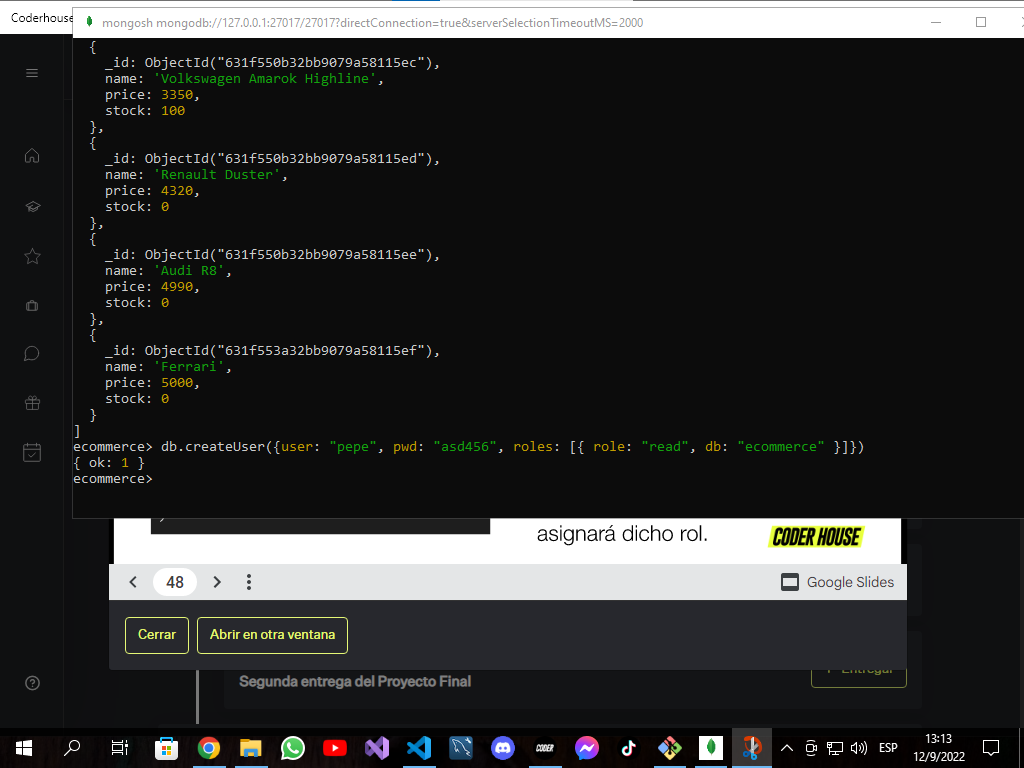 Coderhouse
mongosh mongodb://127.0.0.1:27017/27017?directConnection=true&serverSelectionTimeoutMS=2000
{
_id: ObjectId("631f550b32bb9079a58115ec"),
name: 'Volkswagen Amarok Highline',
price: 3350,
stock: 100
},
{
_id: ObjectId("631f550b32bb9079a58115ed"),
name: 'Renault Duster',
price: 4320,
stock: 0
},
{
_id: ObjectId("631f550b32bb9079a58115ee"),
name: 'Audi R8',
price: 4990,
stock: 0
},
{
_id: ObjectId("631f553a32bb9079a58115ef"),
name: 'Ferrari',
price: 5000,
stock: 0
}
]
ecommerce> db.createUser({user: "pepe", pwd: "asd456", roles: [{ role: "read", db: "ecommerce" }]})
{ ok: 1 }
ecommerce>
asignará dicho rol.
CODER HOUSE
48
Google Slides
Cerrar
Abrir en otra ventana
Segunda entrega del Proyecto Final
Entregar
CODER
ESP
13:13
12/9/2022